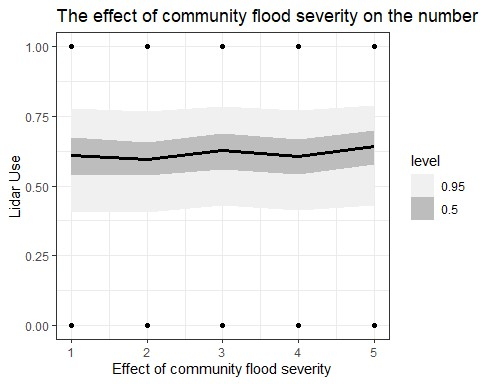 The effect of community flood severity on the number
1.00
0.75
0.50
0.25
0.00
Lidar Use
1 2 3 4 5
Effect of community flood severity
level
0.95
0.5